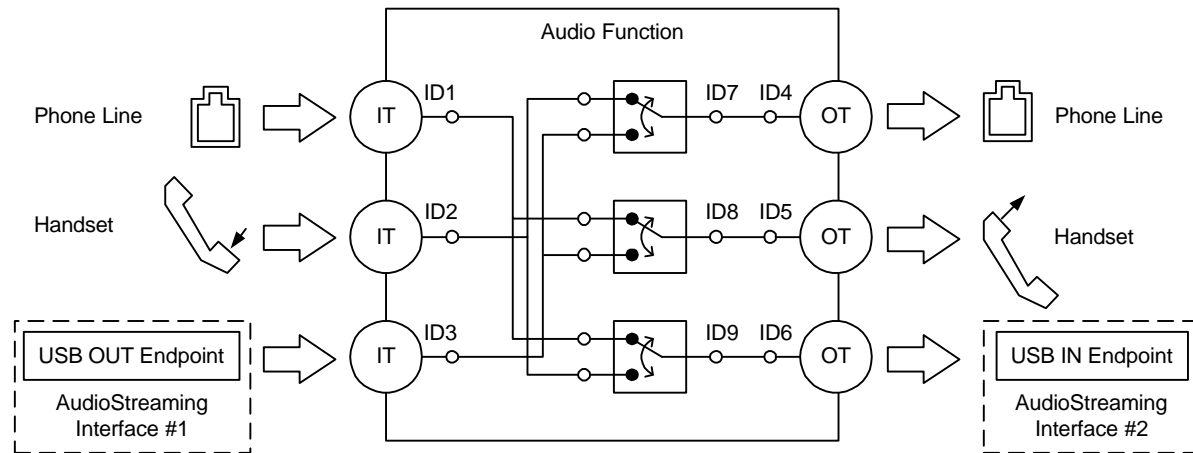 Audio Function
Phone Line
IT
ID1
ID7
ID4
OT
Phone Line
Handset
IT
ID2
ID8
ID5
OT
Handset
USB OUT Endpoint
AudioStreaming
Interface #1
IT
ID3
ID9
ID6
OT
USB IN Endpoint
AudioStreaming
Interface #2